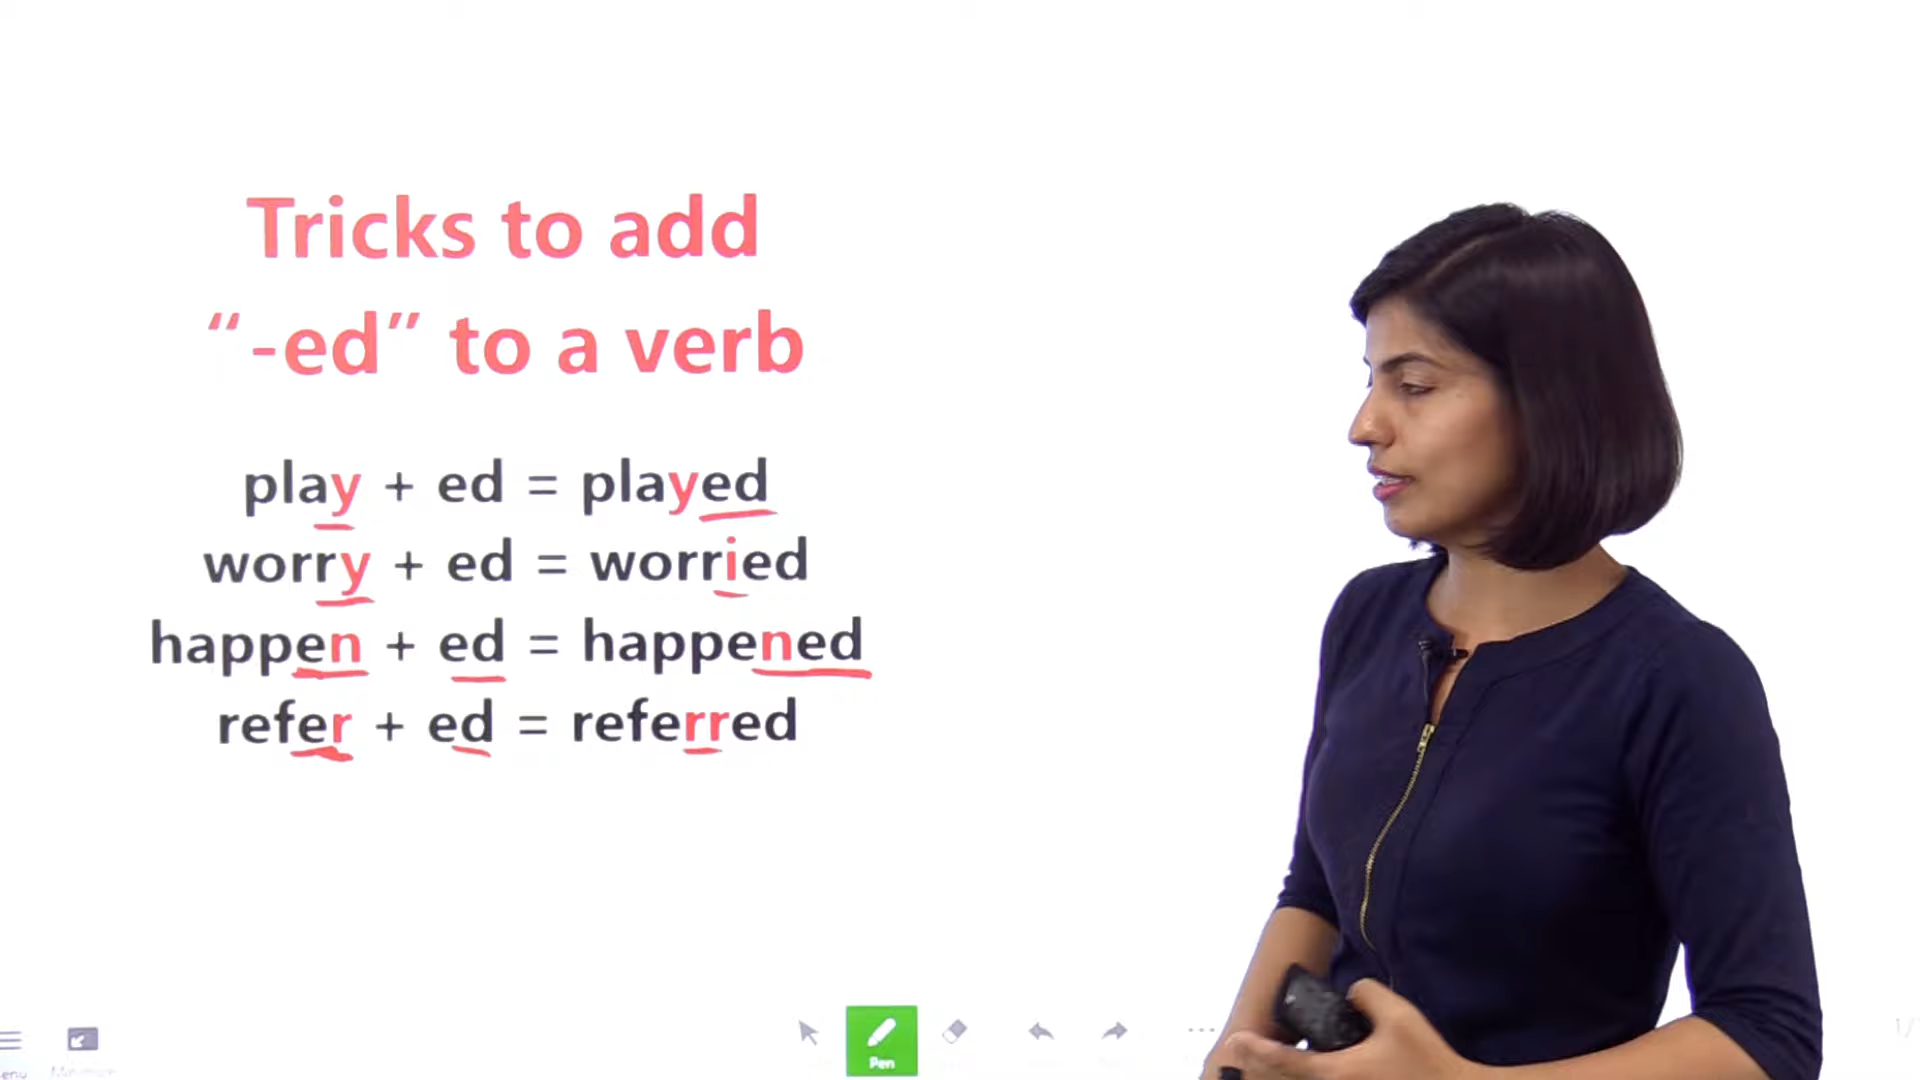 Tricks to add
“-ed” to a verb
play + ed = played
worry + ed = worried
happen + ed = happened
refer + ed = referred
Pen